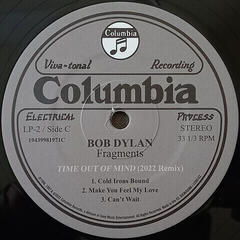 Viva-tonal Recording
Columbia
Columbia
ELECTRICAL PROCESS
LP-2 / Side C STEREO
19439981971C 33 1/3 RPM
BOB DYLAN
Fragments
TIME OUT OF MIND (2022 Remix)
1. Cold Irons Bound
2. Make You Feel My Love
3. Can't Wait